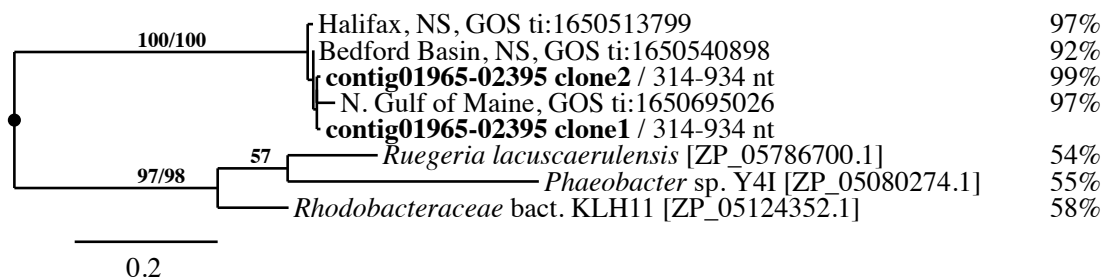 Halifax, NS, GOS ti:1650513799 97%
100/100
Bedford Basin, NS, GOS ti:1650540898 92%
contig01965-02395 clone2 / 314-934 nt 99%
N. Gulf of Maine, GOS ti:1650695026 97%
contig01965-02395 clone1 / 314-934 nt
57 Ruegeria lacuscaerulensis [ZP_05786700.1] 54%
97/98 Phaeobacter sp. Y4I [ZP_05080274.1] 55%
Rhodobacteraceae bact. KLH11 [ZP_05124352.1] 58%
0.2